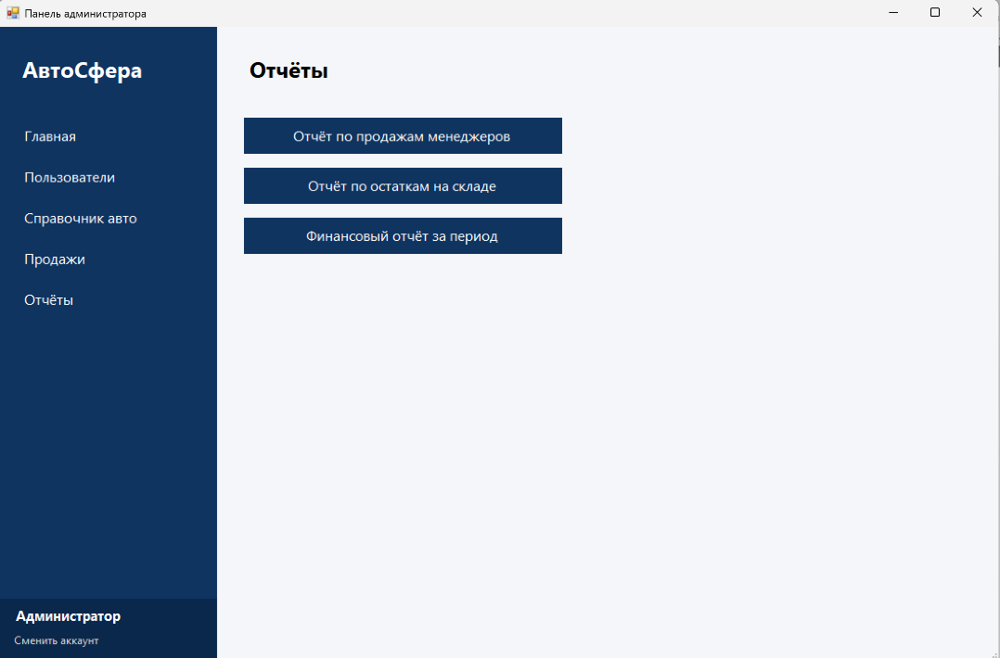 Панель администратора
АвтоСфера
Главная
Пользователи
Справочник авто
Продажи
Отчёты
Администратор
Сменить аккаунт
Отчёты
Отчёт по продажам менеджеров
Отчёт по остаткам на складе
Финансовый отчёт за период